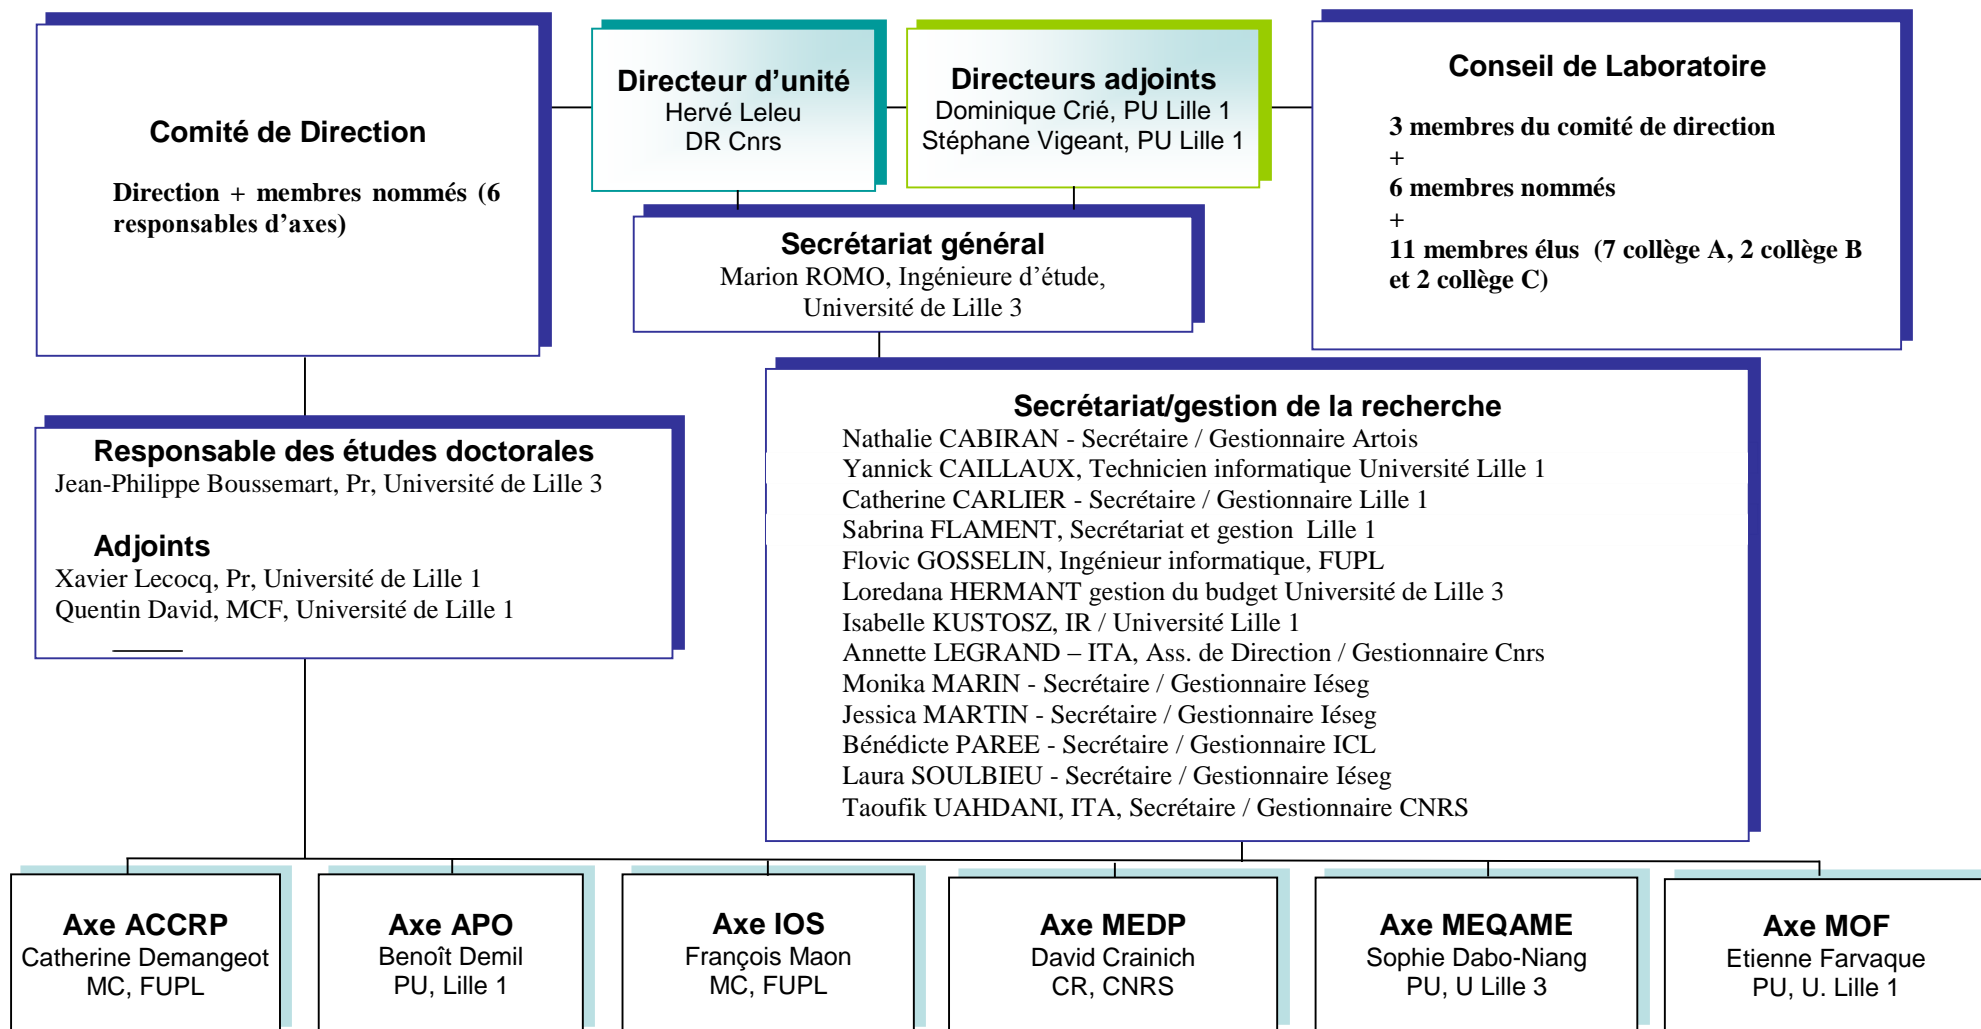 Comité de Direction
Direction + membres nommés (6
responsables d'axes)
Directeur d'unité
Hervé Leleu
DR Cnrs
Directeurs adjoints
Dominique Crié, PU Lille 1
Stéphane Vigeant, PU Lille 1
Conseil de Laboratoire
3 membres du comité de direction
+
6 membres nommés
+
11 membres élus (7 collège A, 2 collège B
et 2 collège C)
Secrétariat général
Marion ROMO, Ingénieure d'étude,
Université de Lille 3
Responsable des études doctorales
Jean-Philippe Boussemart, Pr, Université de Lille 3
Adjoints
Xavier Lecocq, Pr, Université de Lille 1
Quentin David, MCF, Université de Lille 1
Secrétariat/gestion de la recherche
Nathalie CABIRAN - Secrétaire / Gestionnaire Artois
Yannick CAILLAUX, Technicien informatique Université Lille 1
Catherine CARLIER - Secrétaire / Gestionnaire Lille 1
Sabrina FLAMENT, Secrétariat et gestion Lille 1
Flovic GOSSELIN, Ingénieur informatique, FUPL
Loredana HERMANT gestion du budget Université de Lille 3
Isabelle KUSTOSZ, IR / Université Lille 1
Annette LEGRAND – ITA, Ass. de Direction / Gestionnaire Cnrs
Monika MARIN - Secrétaire / Gestionnaire Iéseg
Jessica MARTIN - Secrétaire / Gestionnaire Iéseg
Bénédicte PAREE - Secrétaire / Gestionnaire ICL
Laura SOULBIEU - Secrétaire / Gestionnaire Iéseg
Taoufik UAHDANI, ITA, Secrétaire / Gestionnaire CNRS
Axe ACCRP
Catherine Demangeot
MC, FUPL
Axe APO
Benoît Demil
PU, Lille 1
Axe IOS
François Maon
MC, FUPL
Axe MEDP
David Crainich
CR, CNRS
Axe MEQAME
Sophie Dabo-Niang
PU, U Lille 3
Axe MOF
Etienne Farvaque
PU, U. Lille 1